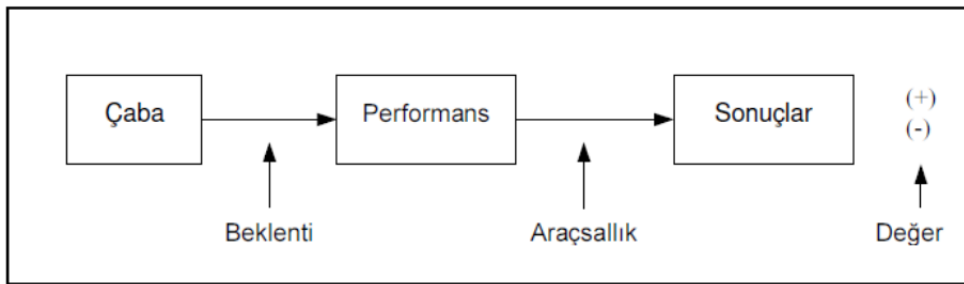 Çaba
Performans
Sonuçlar
(+)
(-)
Beklenti
Araçsallık
Değer